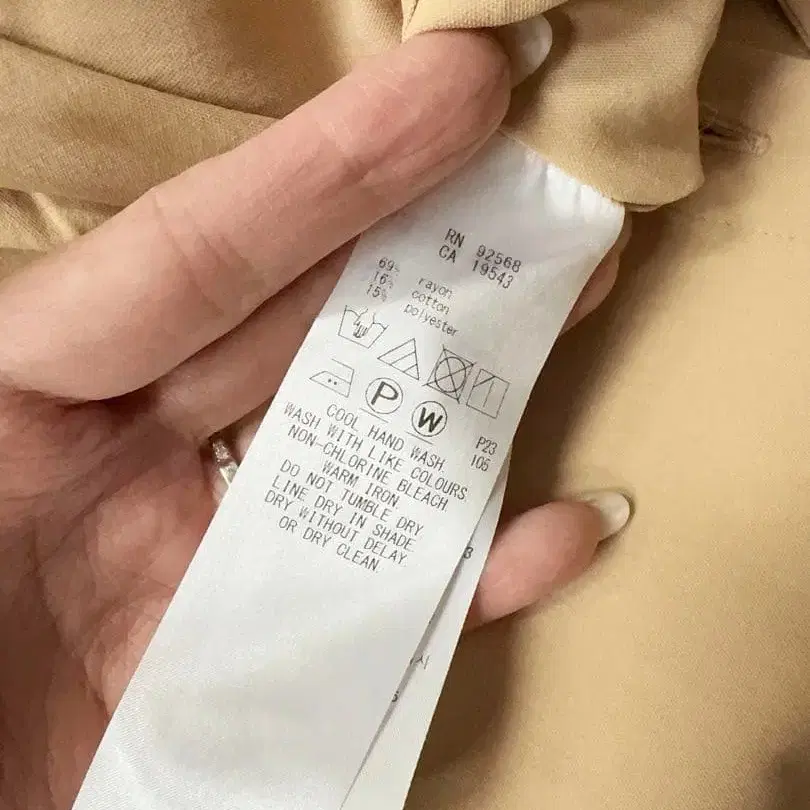 RN 92568
CA 19543
69% rayon
16% cotton
15% polyester
P W
P23
106
COOL HAND WASH
WASH WITH LIKE COLOURS
NON-CHLORINE BLEACH.
WARM IRON.
DO NOT TUMBLE DRY
LINE DRY IN SHADE
DRY WITHOUT DELAY.
OR DRY CLEAN.